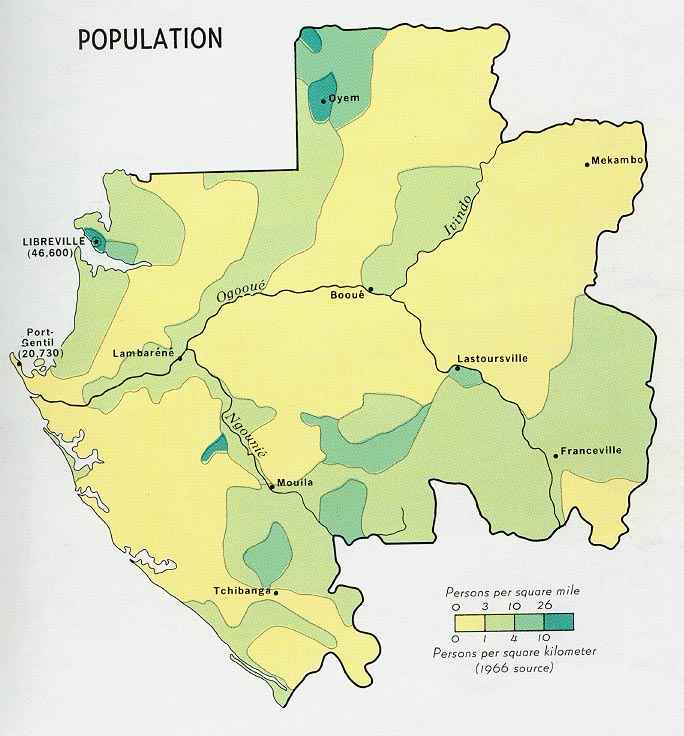 POPULATION
Oyem
Mekambo
Ivindo
LIBREVILLE
(46,600)
Ogooué
Booué
Port-
Gentil
(20,730)
Lambaréné
Lastoursville
Ngounié
Franceville
Mouila
Tchibanga
Persons per square mile
0 3 10 26
0 1 4 10
Persons per square kilometer
(1966 source)